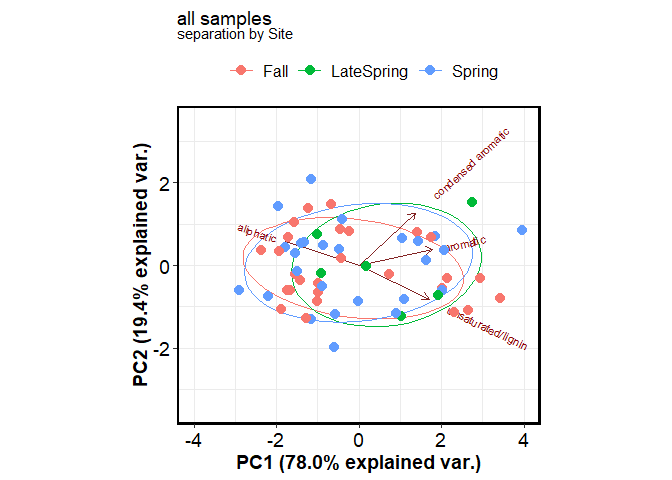 all samples
separation by Site
Fall
LateSpring
Spring
condensed aromatic
aliphatic
aromatic
unsaturated/lignin
2
0
-2
-4
-2
0
2
4
PC1 (78.0% explained var.)
PC2 (19.4% explained var.)